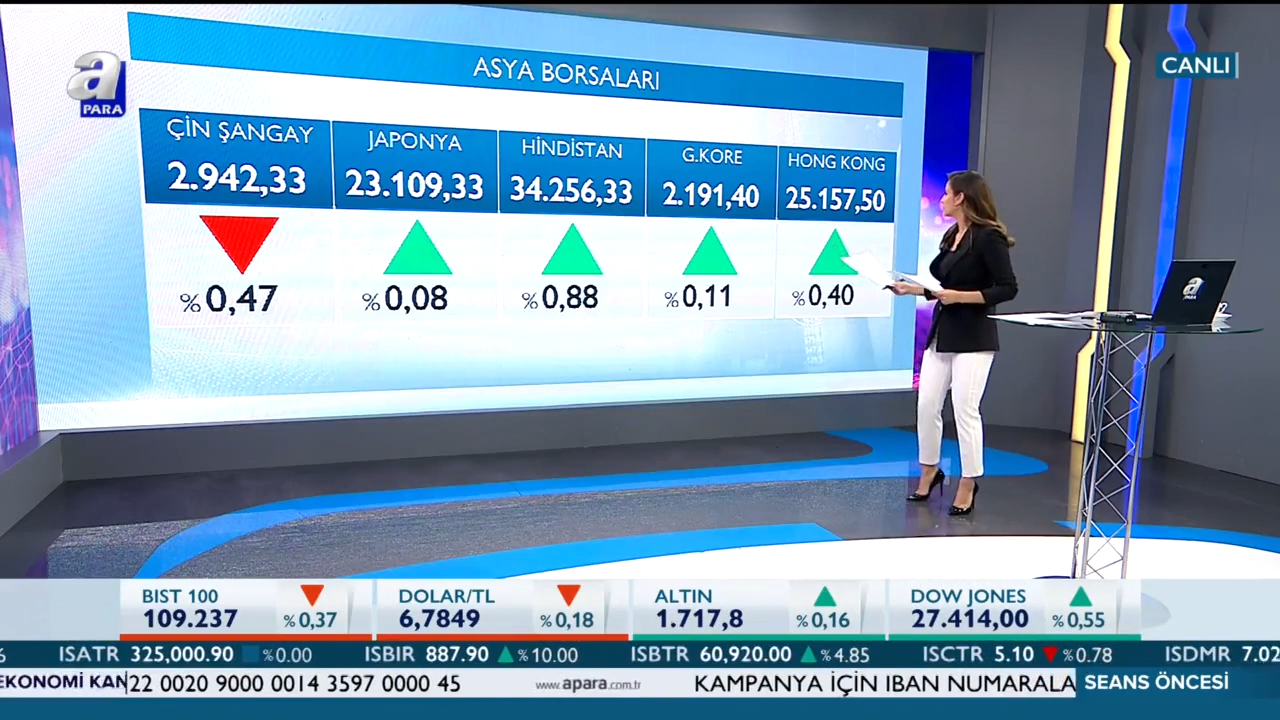 ASYA BORSALARI
CANLI
a
PARA
ÇİN ŞANGAY
2.942,33
%0,47
JAPONYA
23.109,33
%0,08
HİNDİSTAN
34.256,33
%0,88
G.KORE
2.191,40
%0,11
HONG KONG
25.157,50
%0,40
a
PARA
BIST 100
109.237
%0,37
DOLAR/TL
6,7849
%0,18
ALTIN
1.717,8
%0,16
DOW JONES
27.414,00
%0,55
% ISATR 325,000.90 %0.00 ISBIR 887.90 %10.00 ISBTR 60,920.00 %4.85 ISCTR 5.10 %0.78 ISDMR 7.02
EKONOMİ KAN 22 0020 9000 0014 3597 0000 45 www.apara.com.tr KAMPANYA İÇİN IBAN NUMARALA SEANS ÖNCESİ